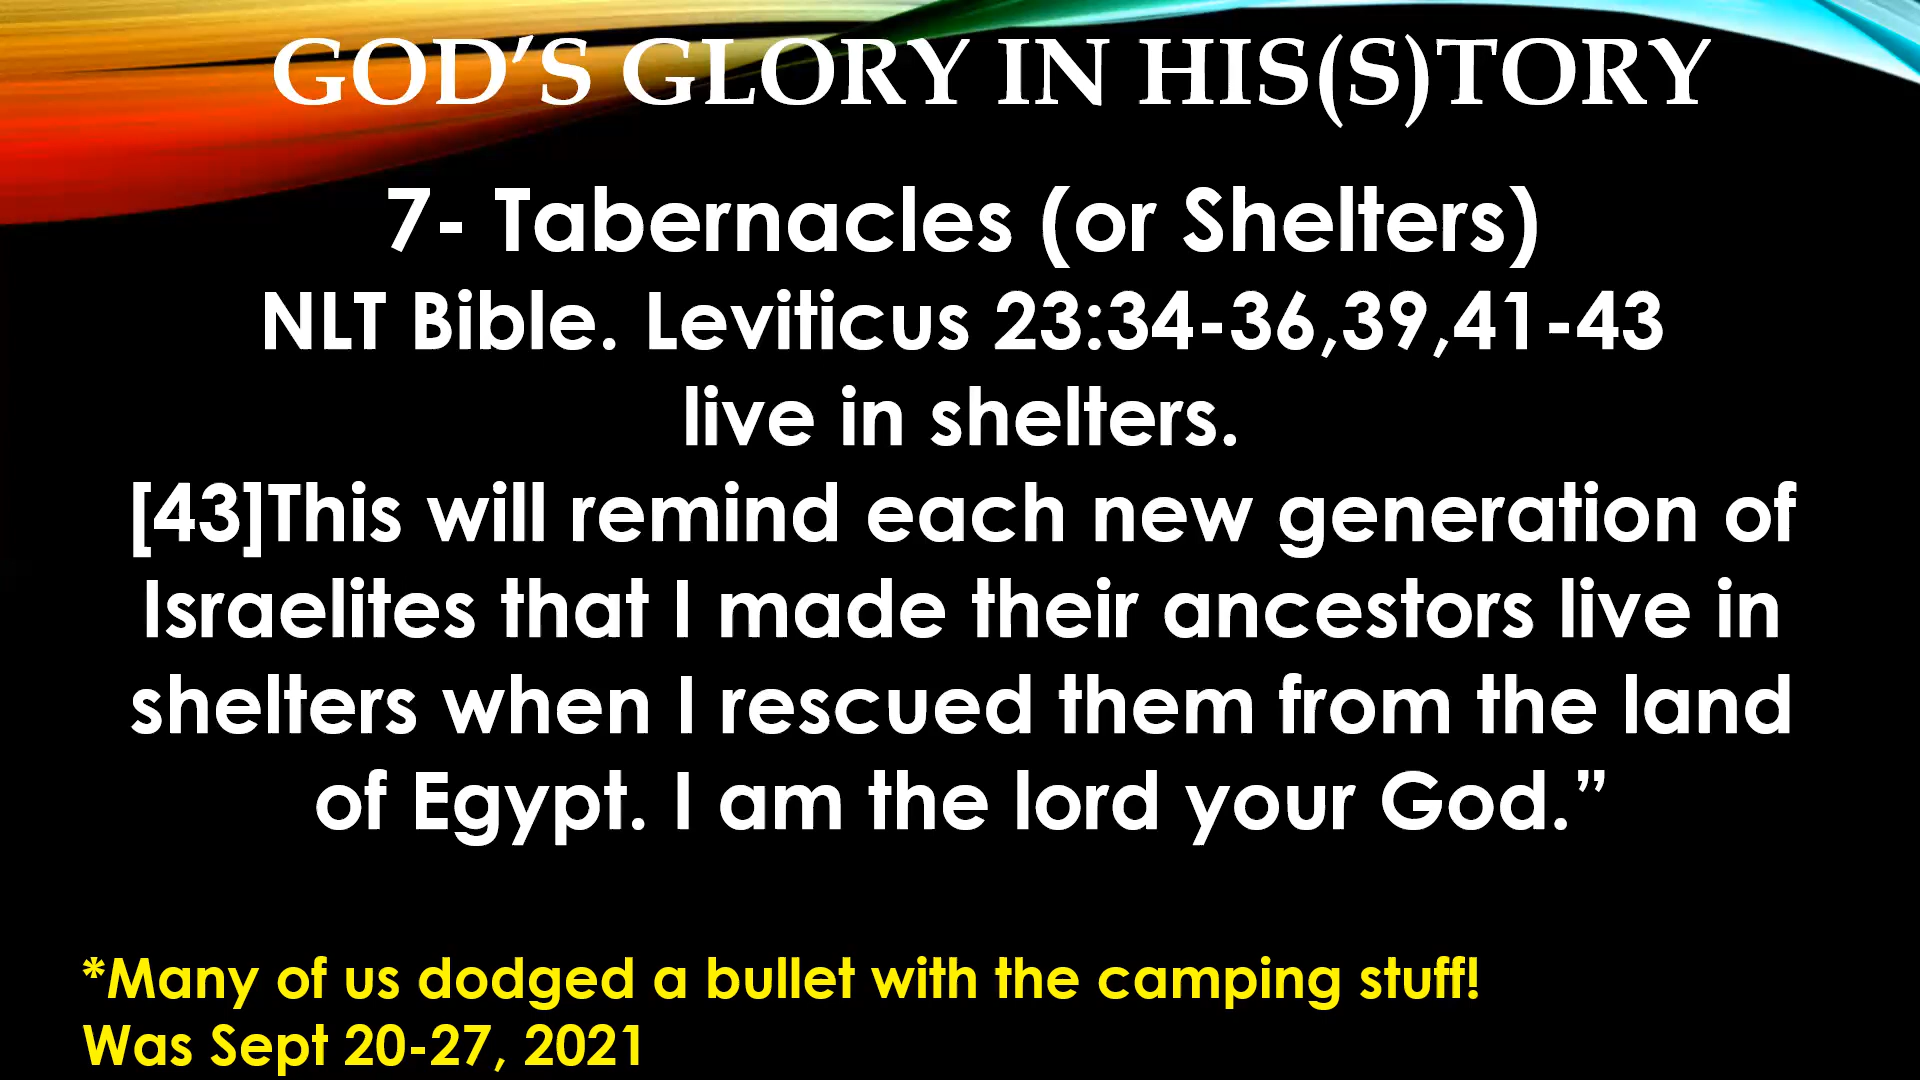 GOD’S GLORY IN HIS(S)TORY
7- Tabernacles (or Shelters)
NLT Bible. Leviticus 23:34-36,39,41-43
live in shelters.
[43]This will remind each new generation of
Israelites that I made their ancestors live in
shelters when I rescued them from the land
of Egypt. I am the lord your God.”
*Many of us dodged a bullet with the camping stuff!
Was Sept 20-27, 2021